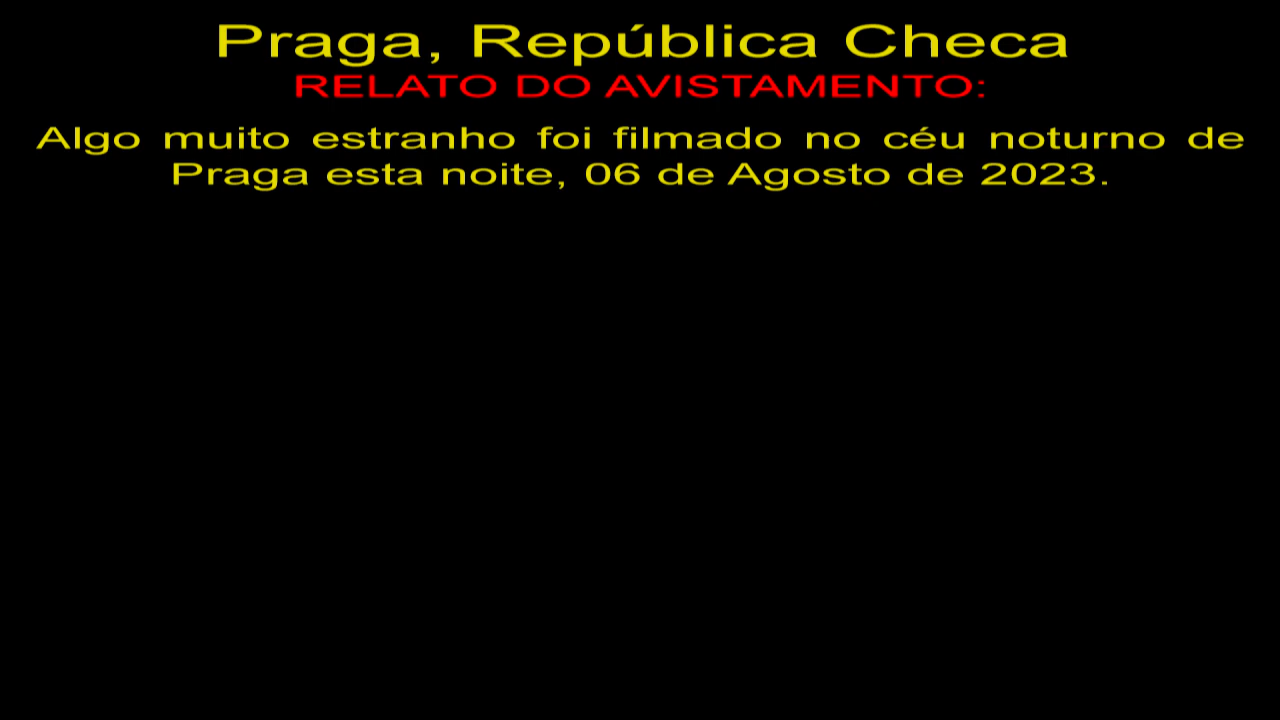 Praga, República Checa
RELATO DO AVISTAMENTO:
Algo muito estranho foi filmado no céu noturno de
Praga esta noite, 06 de Agosto de 2023.